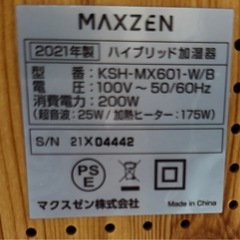 MAXZEN
2021年製 ハイブリッド加湿器
型番：KSH-MX601-W/B
電圧：100V～50/60Hz
消費電力：200W
(超音波：25W / 加熱ヒーター：175W)
S/N 21X04442
PS
E
マクスゼン株式会社
Made in China